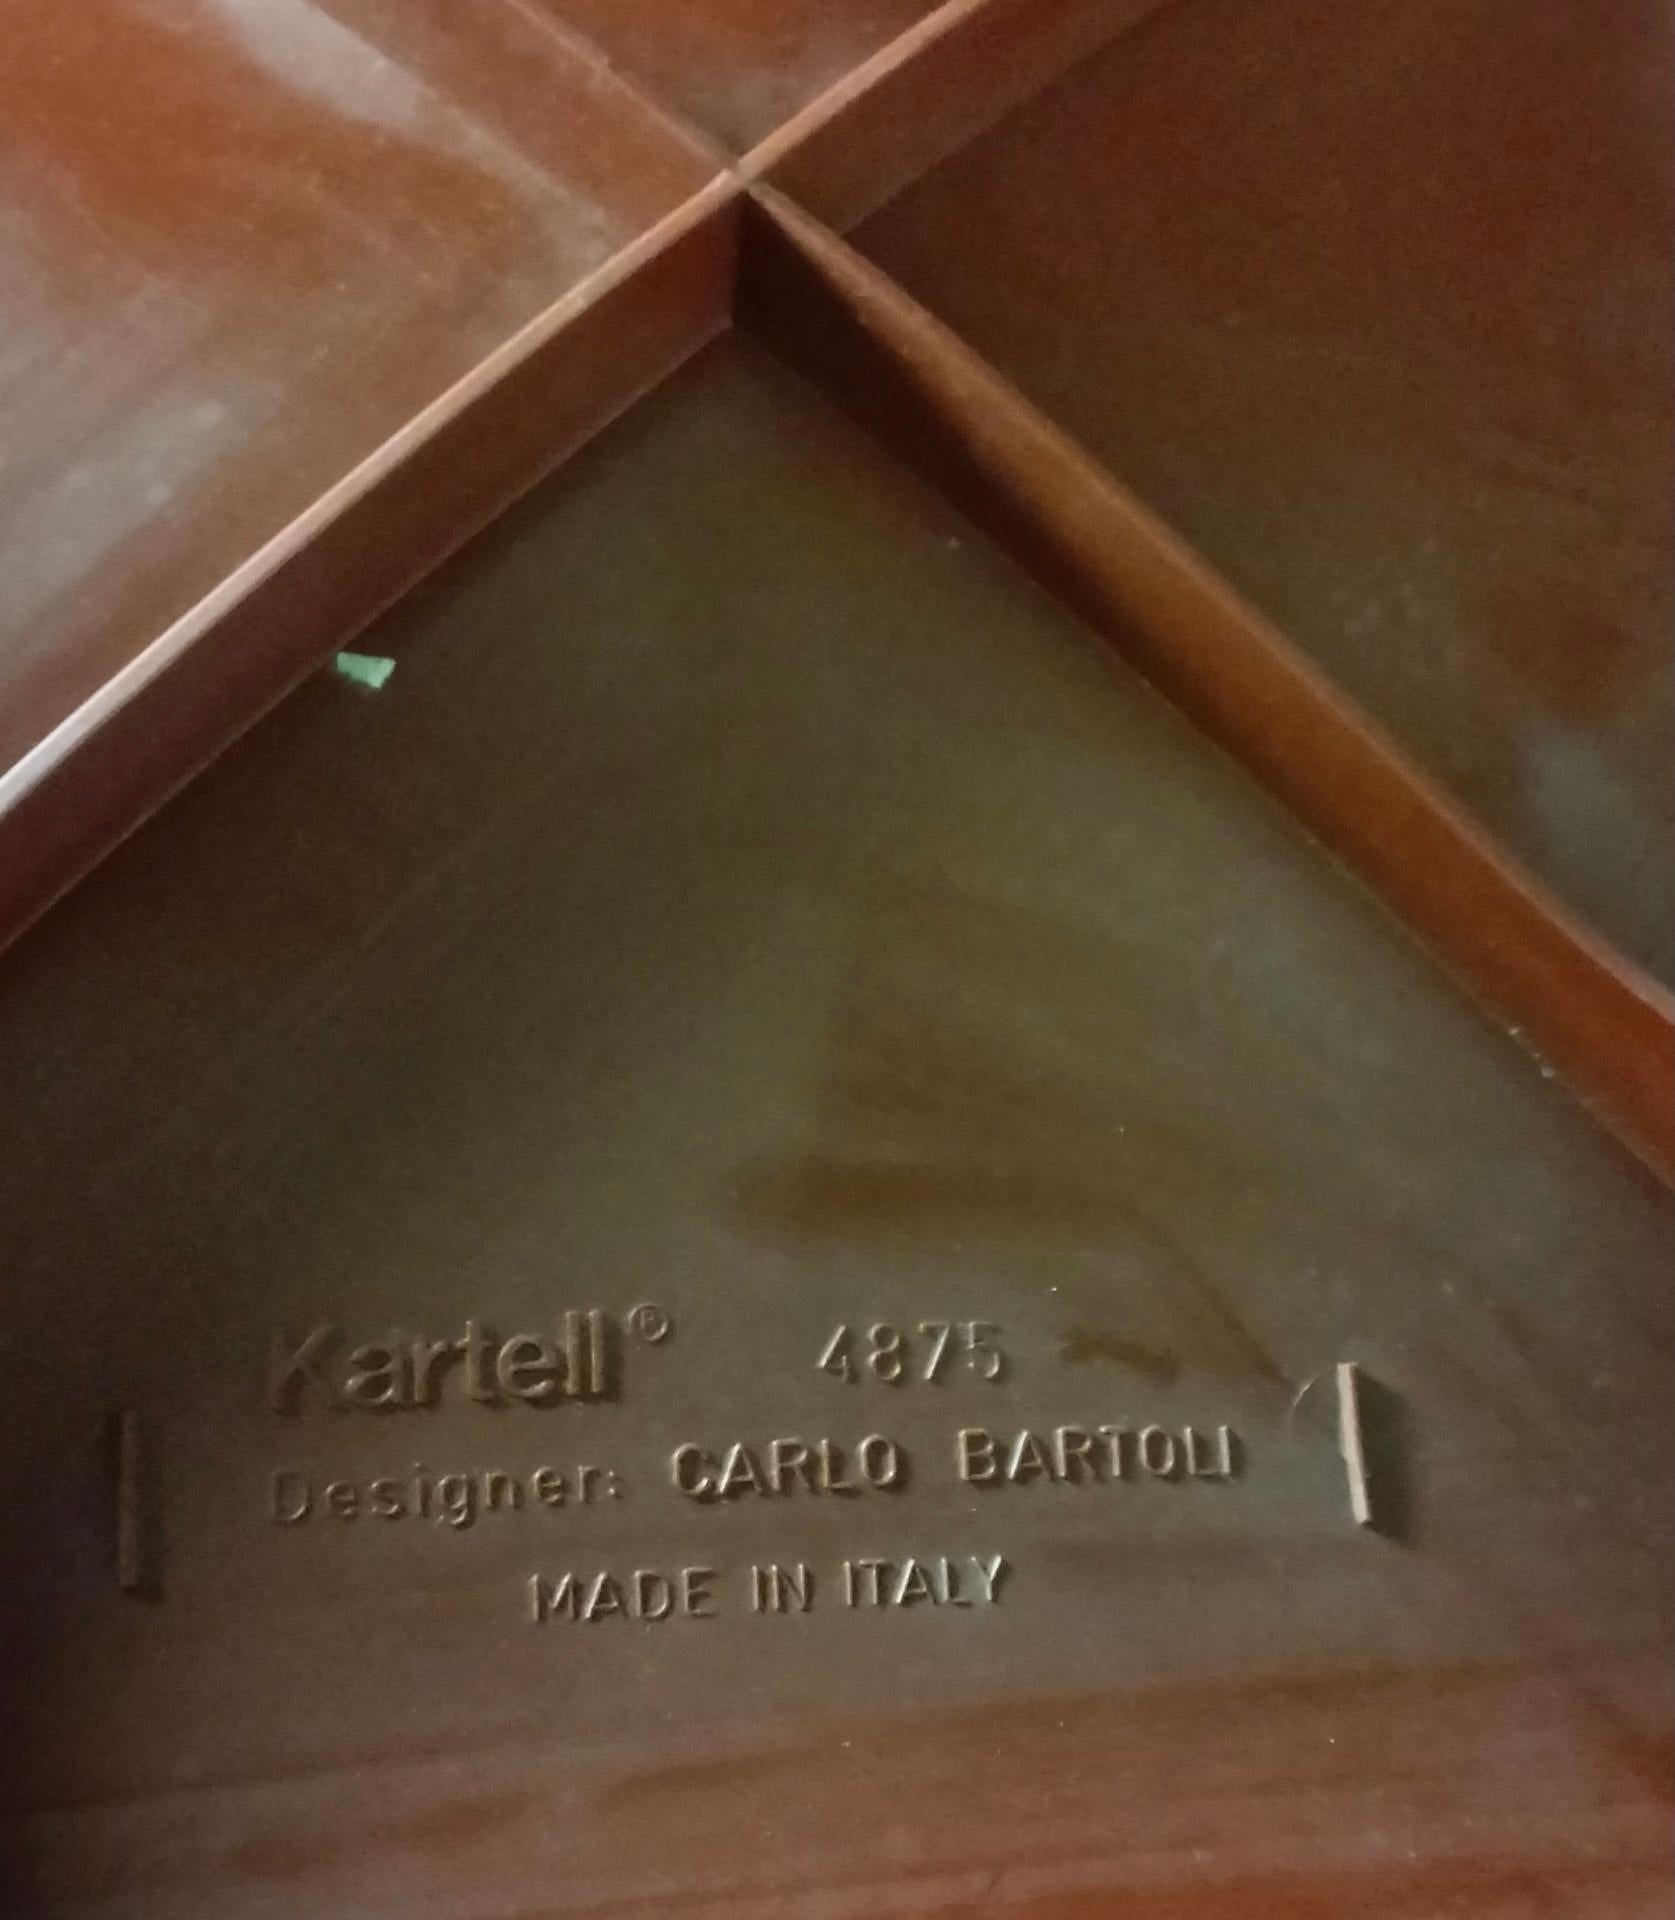 Kartell® 4875
Designer: CARLO BARTOLI
MADE IN ITALY